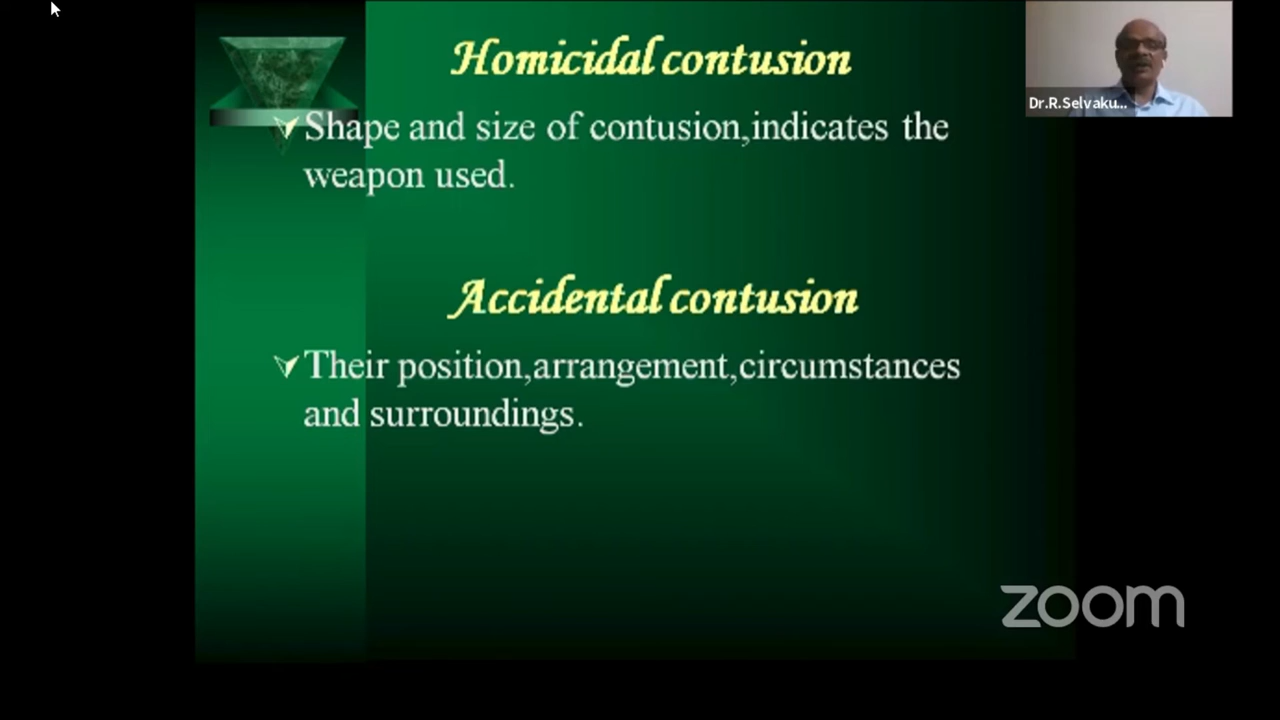 Homicidal contusion
Shape and size of contusion,indicates the
weapon used.
Accidental contusion
Their position,arrangement,circumstances
and surroundings.
Dr.R.Selvaku...
zoom